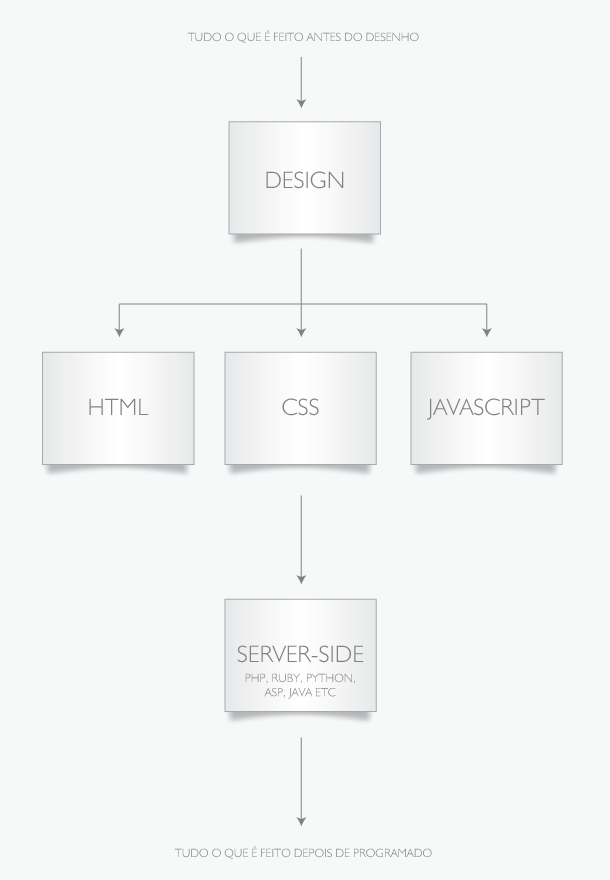 TUDO O QUE É FEITO ANTES DO DESENHO
DESIGN
HTML
CSS
JAVASCRIPT
SERVER-SIDE
PHP, RUBY, PYTHON,
ASP, JAVA ETC
TUDO O QUE É FEITO DEPOIS DE PROGRAMADO